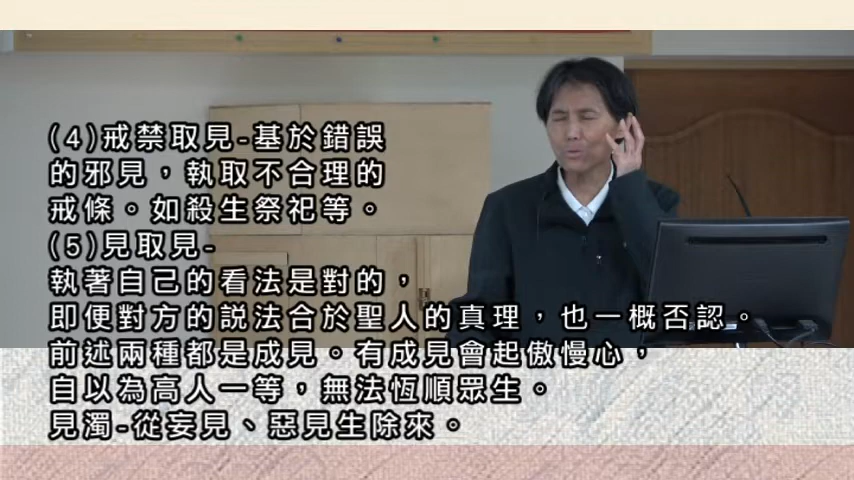 (4)戒禁取見-基於錯誤
的邪見，執取不合理的
戒條。如殺生祭祀等。
(5)見取見-
執著自己的看法是對的，
即便對方的說法合於聖人的真理，也一概否認。
前述兩種都是成見。有成見會起傲慢心，
自以為高人一等，無法恆順眾生。
見濁-從妄見、惡見生除來。